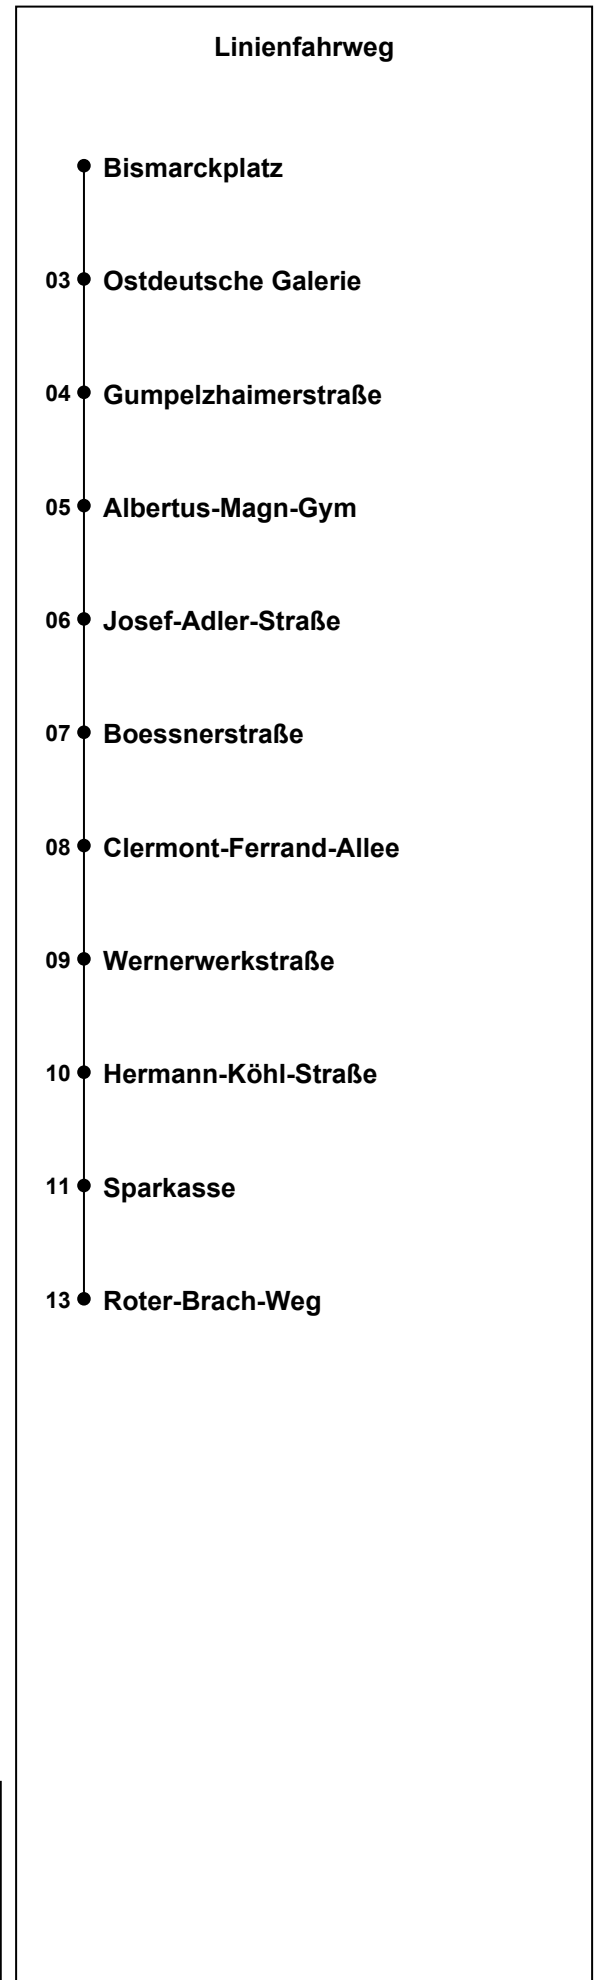 Linienfahrweg
Bismarckplatz
03 Ostdeutsche Galerie
04 Gumpelzhaimerstraße
05 Albertus-Magn-Gym
06 Josef-Adler-Straße
07 Boessnerstraße
08 Clermont-Ferrand-Allee
09 Wernerwerkstraße
10 Hermann-Köhl-Straße
11 Sparkasse
13 Roter-Brach-Weg